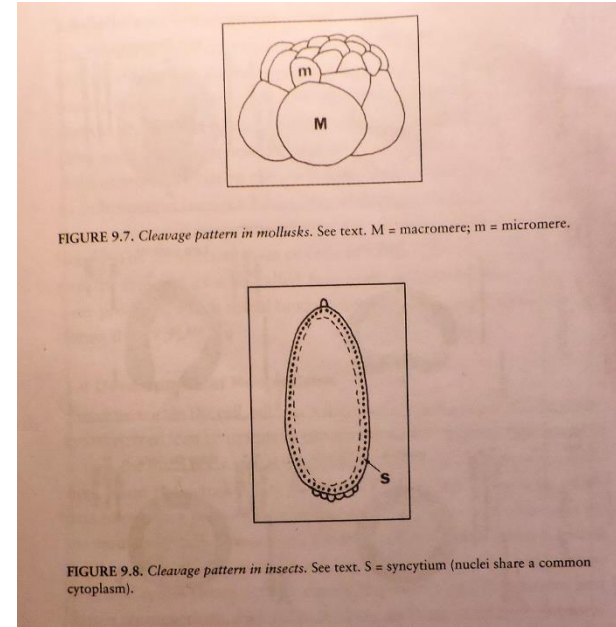 m
M
FIGURE 9.7. Cleavage pattern in mollusks. See text. M = macromere; m = micromere.
S
FIGURE 9.8. Cleavage pattern in insects. See text. S = syncytium (nuclei share a common
cytoplasm).